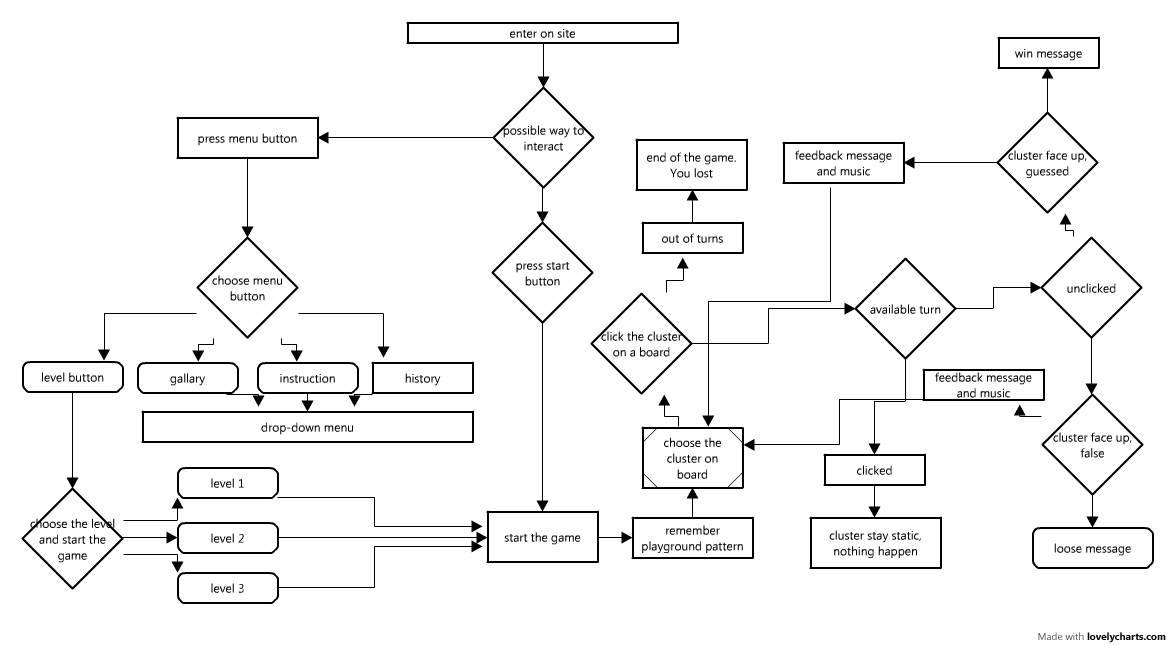 enter on site
win message
possible way to
interact
press menu button
end of the game.
You lost
feedback message
and music
cluster face up,
guessed
out of turns
choose menu
button
press start
button
unclicked
available turn
click the cluster
on a board
level button
gallary
instruction
history
feedback message
and music
drop-down menu
choose the
cluster on
board
cluster face up,
false
clicked
level 1
choose the level
and start the
game
level 2
start the game
remember
playground pattern
cluster stay static,
nothing happen
loose message
level 3
Made with lovelycharts.com